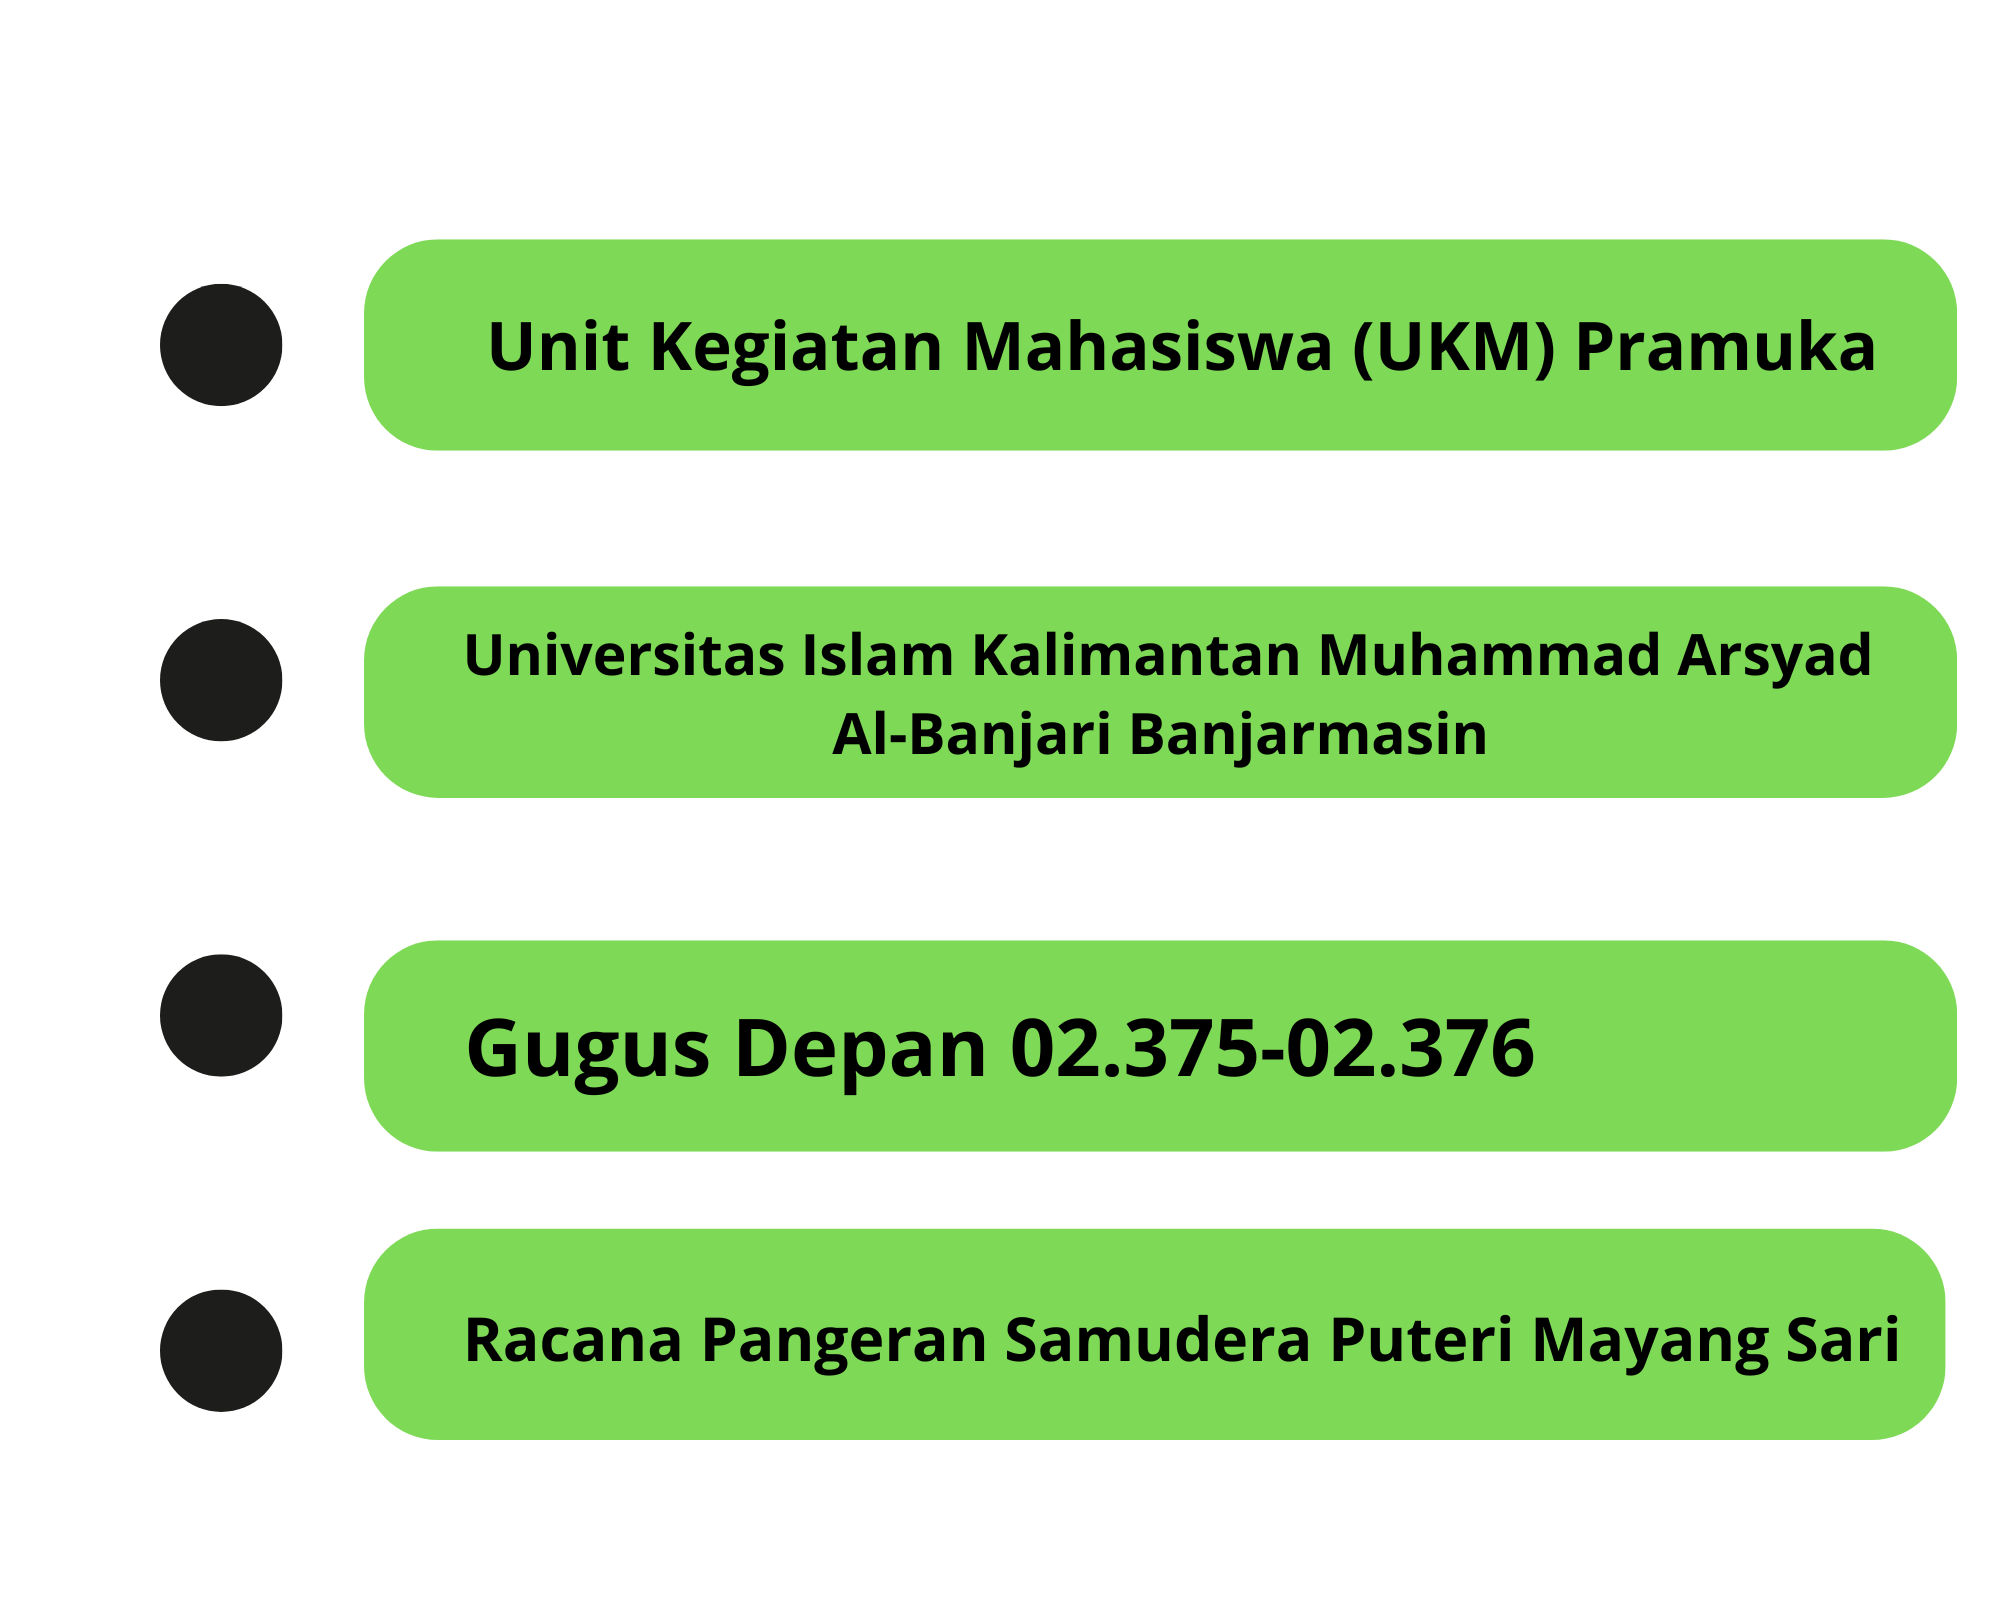 Unit Kegiatan Mahasiswa (UKM) Pramuka
Universitas Islam Kalimantan Muhammad Arsyad
Al-Banjari Banjarmasin
Gugus Depan 02.375-02.376
Racana Pangeran Samudera Puteri Mayang Sari